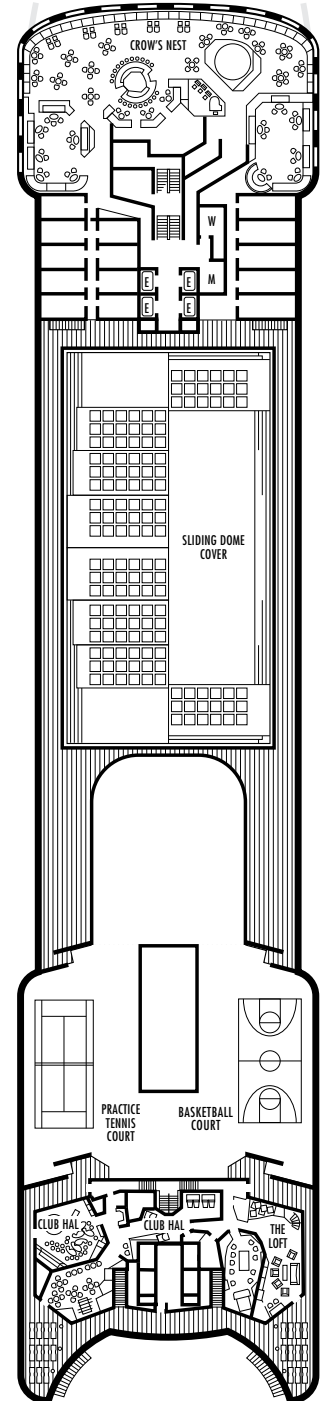 CROW'S NEST
W
M
E
E
E
E
SLIDING DOME
COVER
PRACTICE
TENNIS
COURT
BASKETBALL
COURT
CLUB HAL
CLUB HAL
THE
LOFT